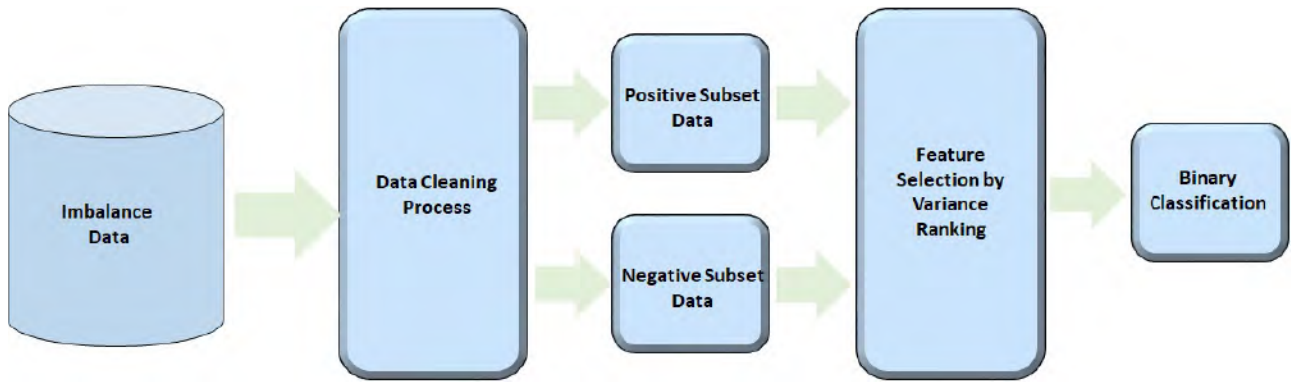 Imbalance
Data
Data Cleaning
Process
Positive Subset
Data
Negative Subset
Data
Feature
Selection by
Variance
Ranking
Binary
Classification